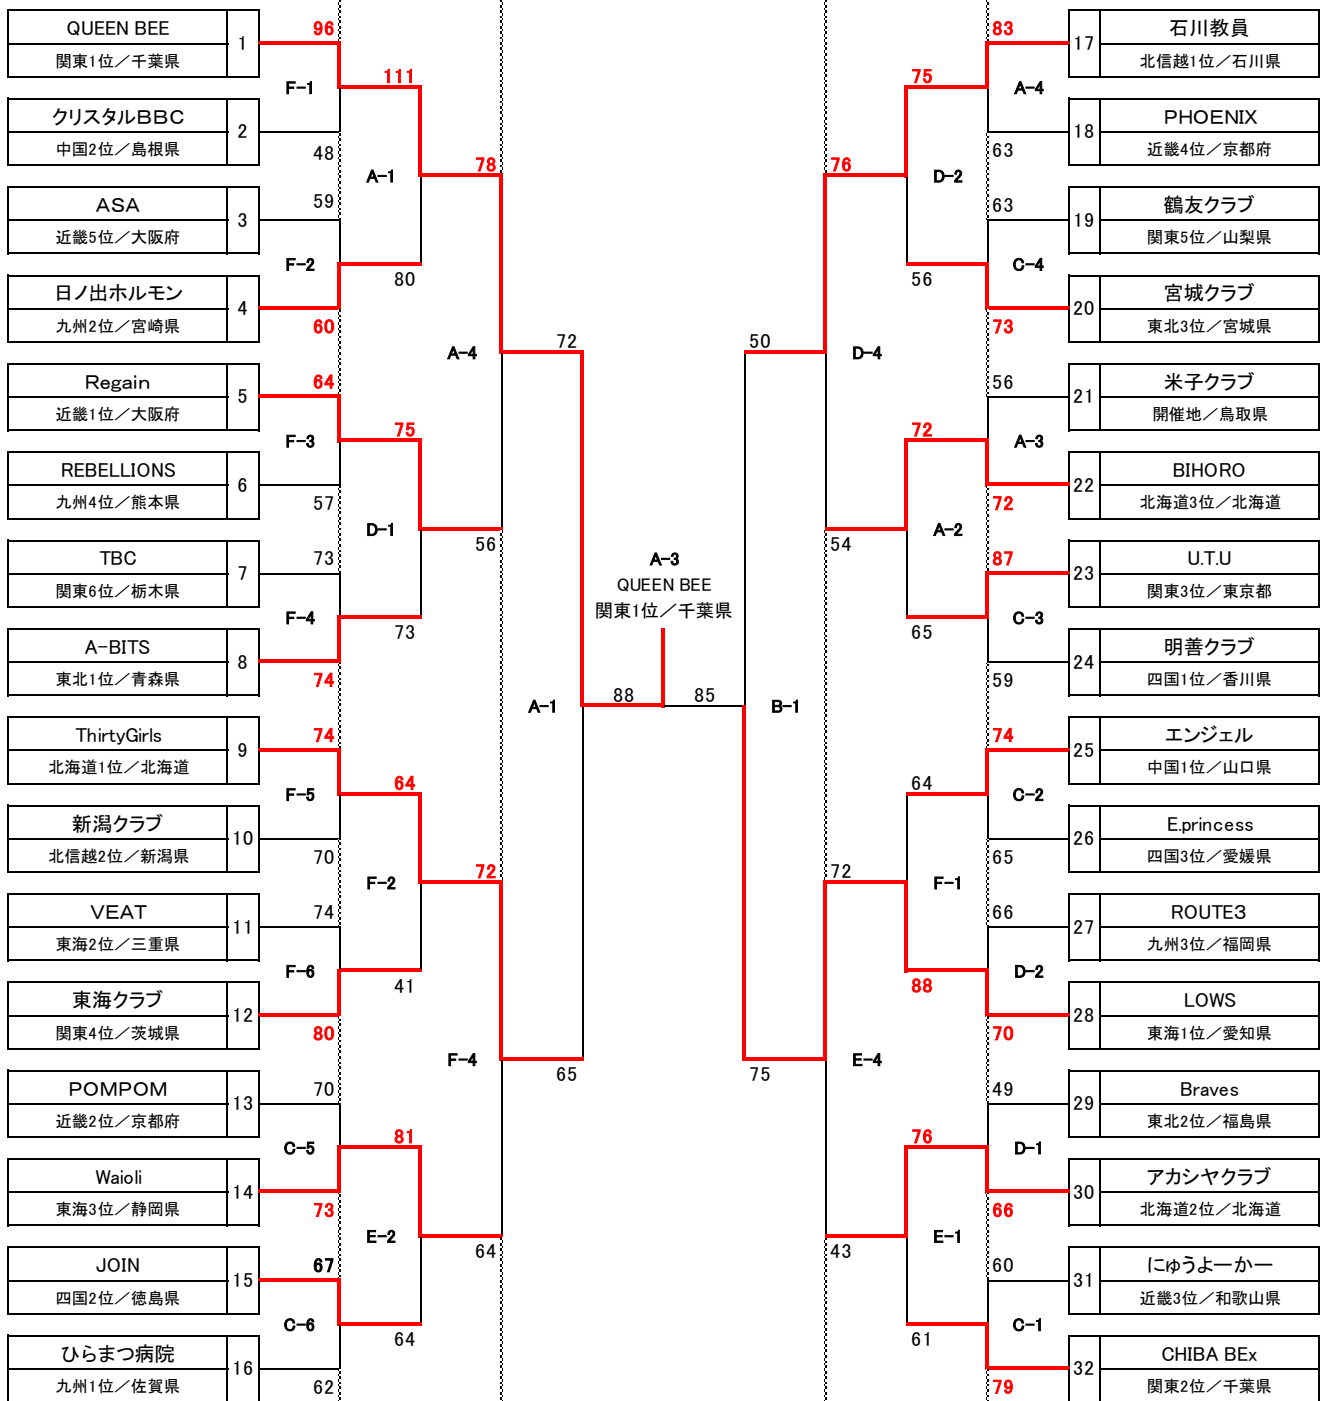 QUEEN BEE
1
関東1位／千葉県
96
F-1
クリスタルBBC
2
中国2位／島根県
48
111
A-1
ASA
3
近畿5位／大阪府
59
F-2
日ノ出ホルモン
4
九州2位／宮崎県
60
80
78
A-4
Regain
5
近畿1位／大阪府
64
F-3
REBELLIONS
6
九州4位／熊本県
57
75
D-1
TBC
7
関東6位／栃木県
73
F-4
A-BITS
8
東北1位／青森県
74
73
56
72
A-1
ThirtyGirls
9
北海道1位／北海道
74
F-5
新潟クラブ
10
北信越2位／新潟県
70
64
F-2
VEAT
11
東海2位／三重県
74
F-6
東海クラブ
12
関東4位／茨城県
80
41
72
F-4
POMPOM
13
近畿2位／京都府
70
C-5
Waioli
14
東海3位／静岡県
73
81
E-2
JOIN
15
四国2位／徳島県
67
C-6
ひらまつ病院
16
九州1位／佐賀県
62
64
64
65
A-3
QUEEN BEE
関東1位／千葉県
88
85
石川教員
17
北信越1位／石川県
83
A-4
PHOENIX
18
近畿4位／京都府
63
75
D-2
鶴友クラブ
19
関東5位／山梨県
63
C-4
宮城クラブ
20
東北3位／宮城県
73
56
76
D-4
米子クラブ
21
開催地／鳥取県
56
A-3
BIHORO
22
北海道3位／北海道
72
72
A-2
U.T.U
23
関東3位／東京都
87
C-3
明善クラブ
24
四国1位／香川県
59
65
54
50
B-1
エンジェル
25
中国1位／山口県
74
C-2
E.princess
26
四国3位／愛媛県
65
64
F-1
ROUTE3
27
九州3位／福岡県
66
D-2
LOWS
28
東海1位／愛知県
70
88
72
E-4
Braves
29
東北2位／福島県
49
D-1
アカシヤクラブ
30
北海道2位／北海道
66
76
E-1
にゅうよーかー
31
近畿3位／和歌山県
60
C-1
CHIBA BEx
32
関東2位／千葉県
79
61
43
75